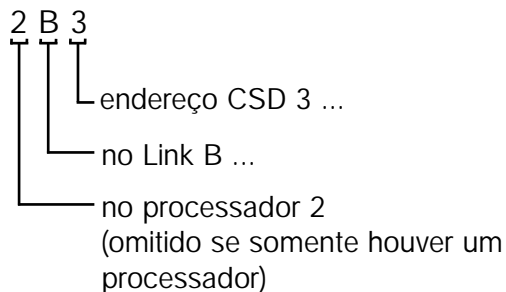 2 B 3
endereço CSD 3 ...
no Link B ...
no processador 2
(omitido se somente houver um
processador)